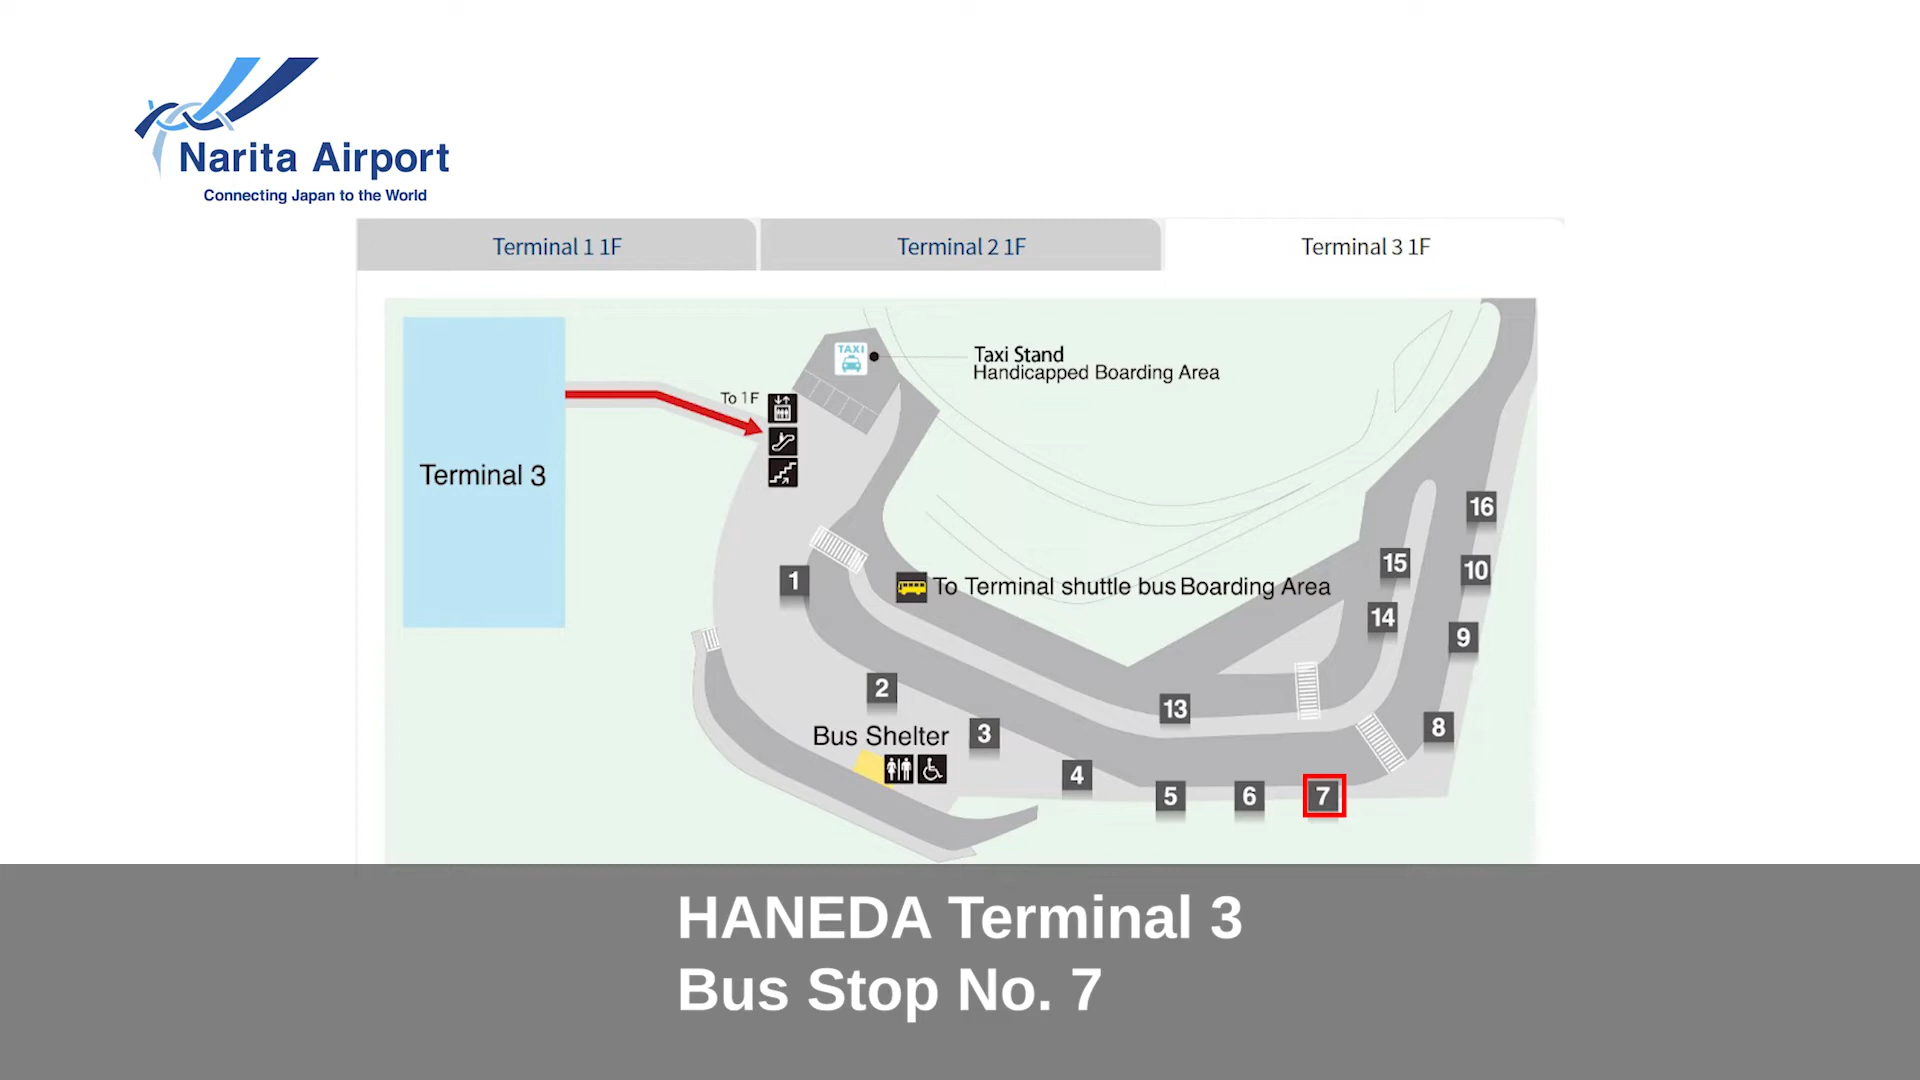 Narita Airport
Connecting Japan to the World
Terminal 1 1F
Terminal 2 1F
Terminal 3 1F
TAXI
Taxi Stand
Handicapped Boarding Area
To 1F
Terminal 3
16
15
10
1
To Terminal shuttle bus Boarding Area
14
9
2
13
8
Bus Shelter
3
4
5
6
7
HANEDA Terminal 3
Bus Stop No. 7